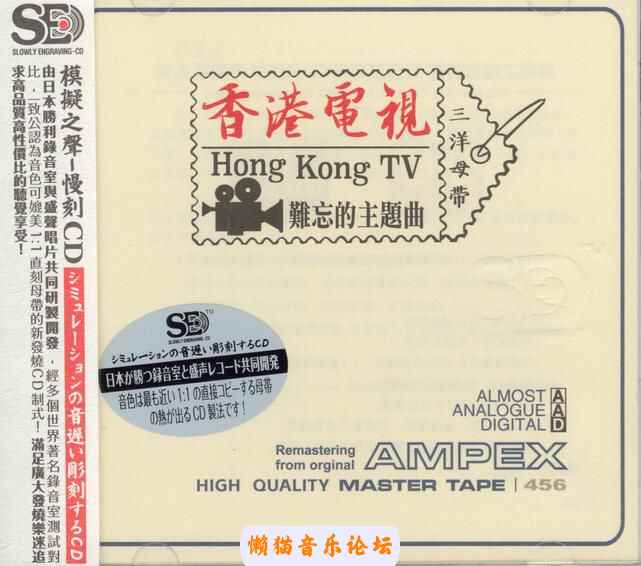 SE
SLOWLY ENGRAVING-CD
模擬之聲-慢刻CD
シミュレーションの音遅い彫刻するCD
由日本勝利錄音室與盛聲唱片共同研製開發，經多個世界著名錄音室測試對
比，一致公認為音色可媲美1:1直刻母帶的新發燒CD制式！滿足廣大發燒樂迷追
求高品質高性價比的聽覺享受！
香港電視
Hong Kong TV
難忘的主題曲
三洋母帶
TM
SLOWLY ENGRAVING-CD
シミュレーションの音遅い彫刻するCD
日本が勝つ録音室と盛声レコード共同開発
音色は最も近い1:1の直接コピーする母帯
の熱が出るCD製法です!
ALMOST A
ANALOGUE A
DIGITAL D
Remastering
from orginal
AMPEX
HIGH QUALITY MASTER TAPE | 456
懒猫音乐论坛